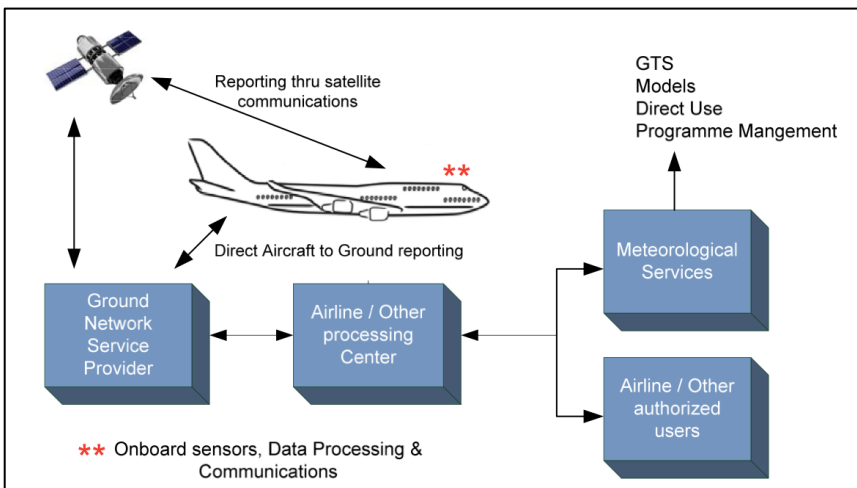 Reporting thru satellite
communications
GTS
Models
Direct Use
Programme Mangement
**
Direct Aircraft to Ground reporting
Ground
Network
Service
Provider
Airline / Other
processing
Center
Meteorological
Services
Airline / Other
authorized
users
** Onboard sensors, Data Processing &
Communications